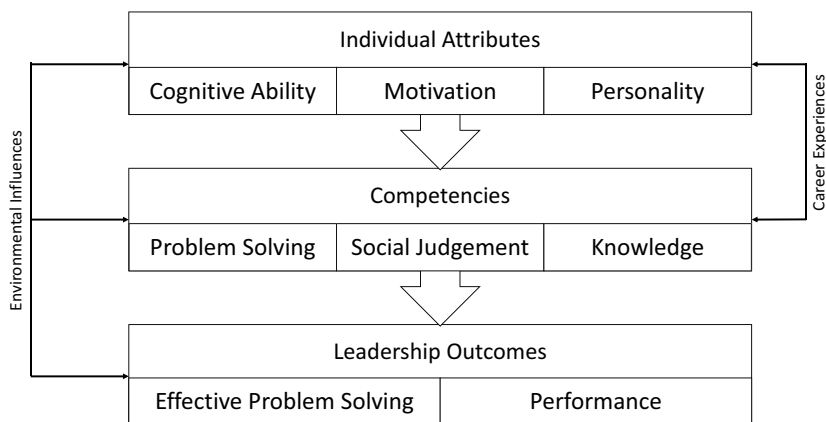 Individual Attributes
Cognitive Ability
Motivation
Personality
Environmental Influences
Career Experiences
Competencies
Problem Solving
Social Judgement
Knowledge
Leadership Outcomes
Effective Problem Solving
Performance